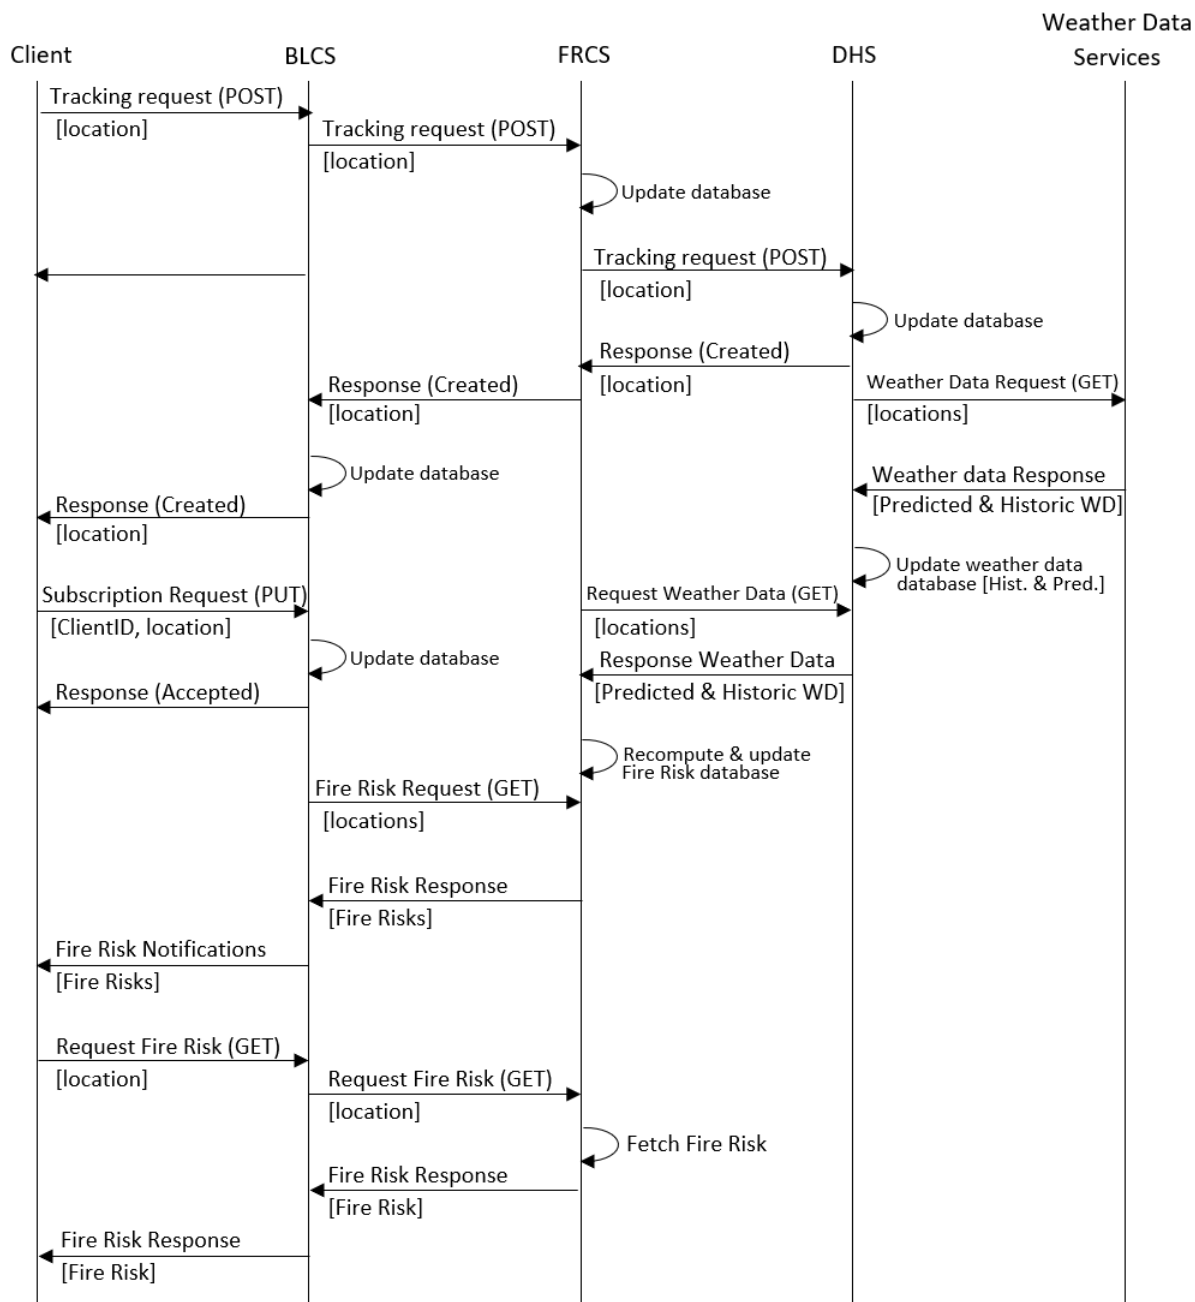 Weather Data
Client
BLCS
FRCS
DHS
Services
Tracking request (POST)
[location]
Tracking request (POST)
[location]
Update database
Tracking request (POST)
[location]
Update database
Response (Created)
[location]
Response (Created)
[location]
Weather Data Request (GET)
[locations]
Update database
Weather data Response
[Predicted & Historic WD]
Response (Created)
[location]
Update weather data
database [Hist. & Pred.]
Subscription Request (PUT)
[ClientID, location]
Request Weather Data (GET)
[locations]
Update database
Response Weather Data
[Predicted & Historic WD]
Response (Accepted)
Recompute & update
Fire Risk database
Fire Risk Request (GET)
[locations]
Fire Risk Response
[Fire Risks]
Fire Risk Notifications
[Fire Risks]
Request Fire Risk (GET)
[location]
Request Fire Risk (GET)
[location]
Fetch Fire Risk
Fire Risk Response
[Fire Risk]
Fire Risk Response
[Fire Risk]